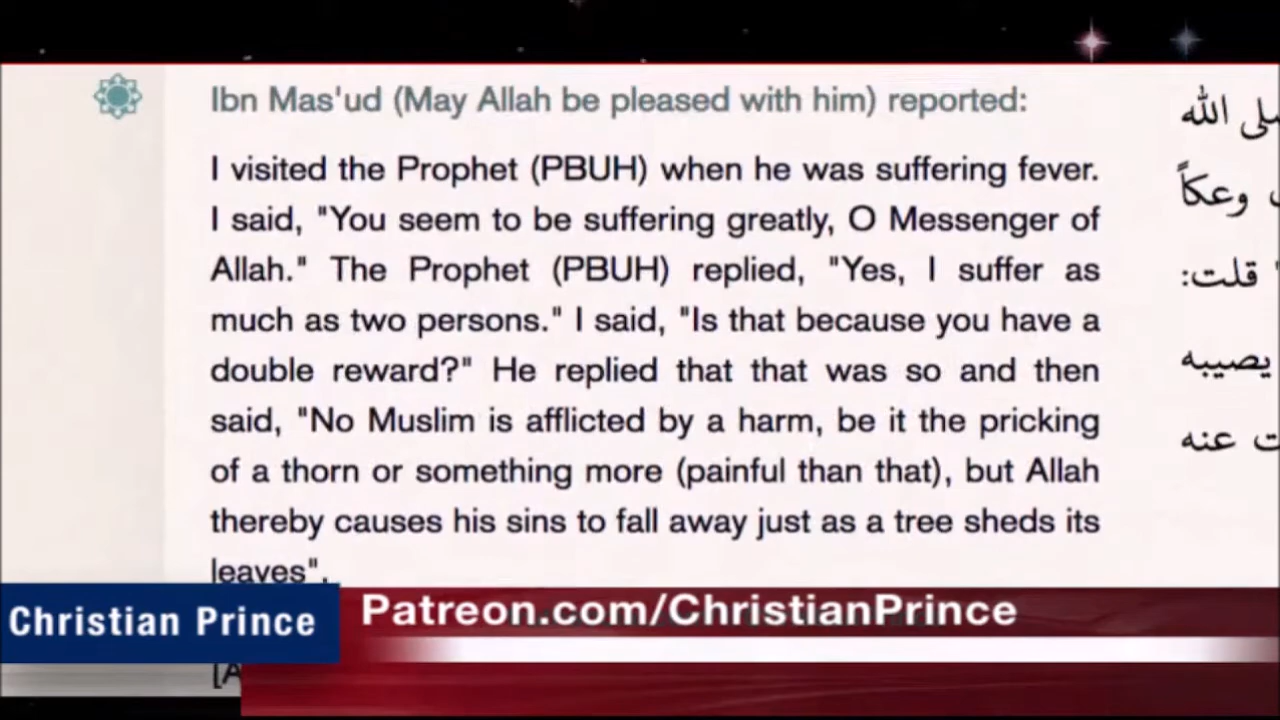 Ibn Mas'ud (May Allah be pleased with him) reported:
I visited the Prophet (PBUH) when he was suffering fever.
I said, "You seem to be suffering greatly, O Messenger of
Allah." The Prophet (PBUH) replied, "Yes, I suffer as
much as two persons." I said, "Is that because you have a
double reward?" He replied that that was so and then
said, "No Muslim is afflicted by a harm, be it the pricking
of a thorn or something more (painful than that), but Allah
thereby causes his sins to fall away just as a tree sheds its
leaves".
[A
صلى الله
وعكاً
قلت:
يصيبه
عنه
Christian Prince
Patreon.com/ChristianPrince